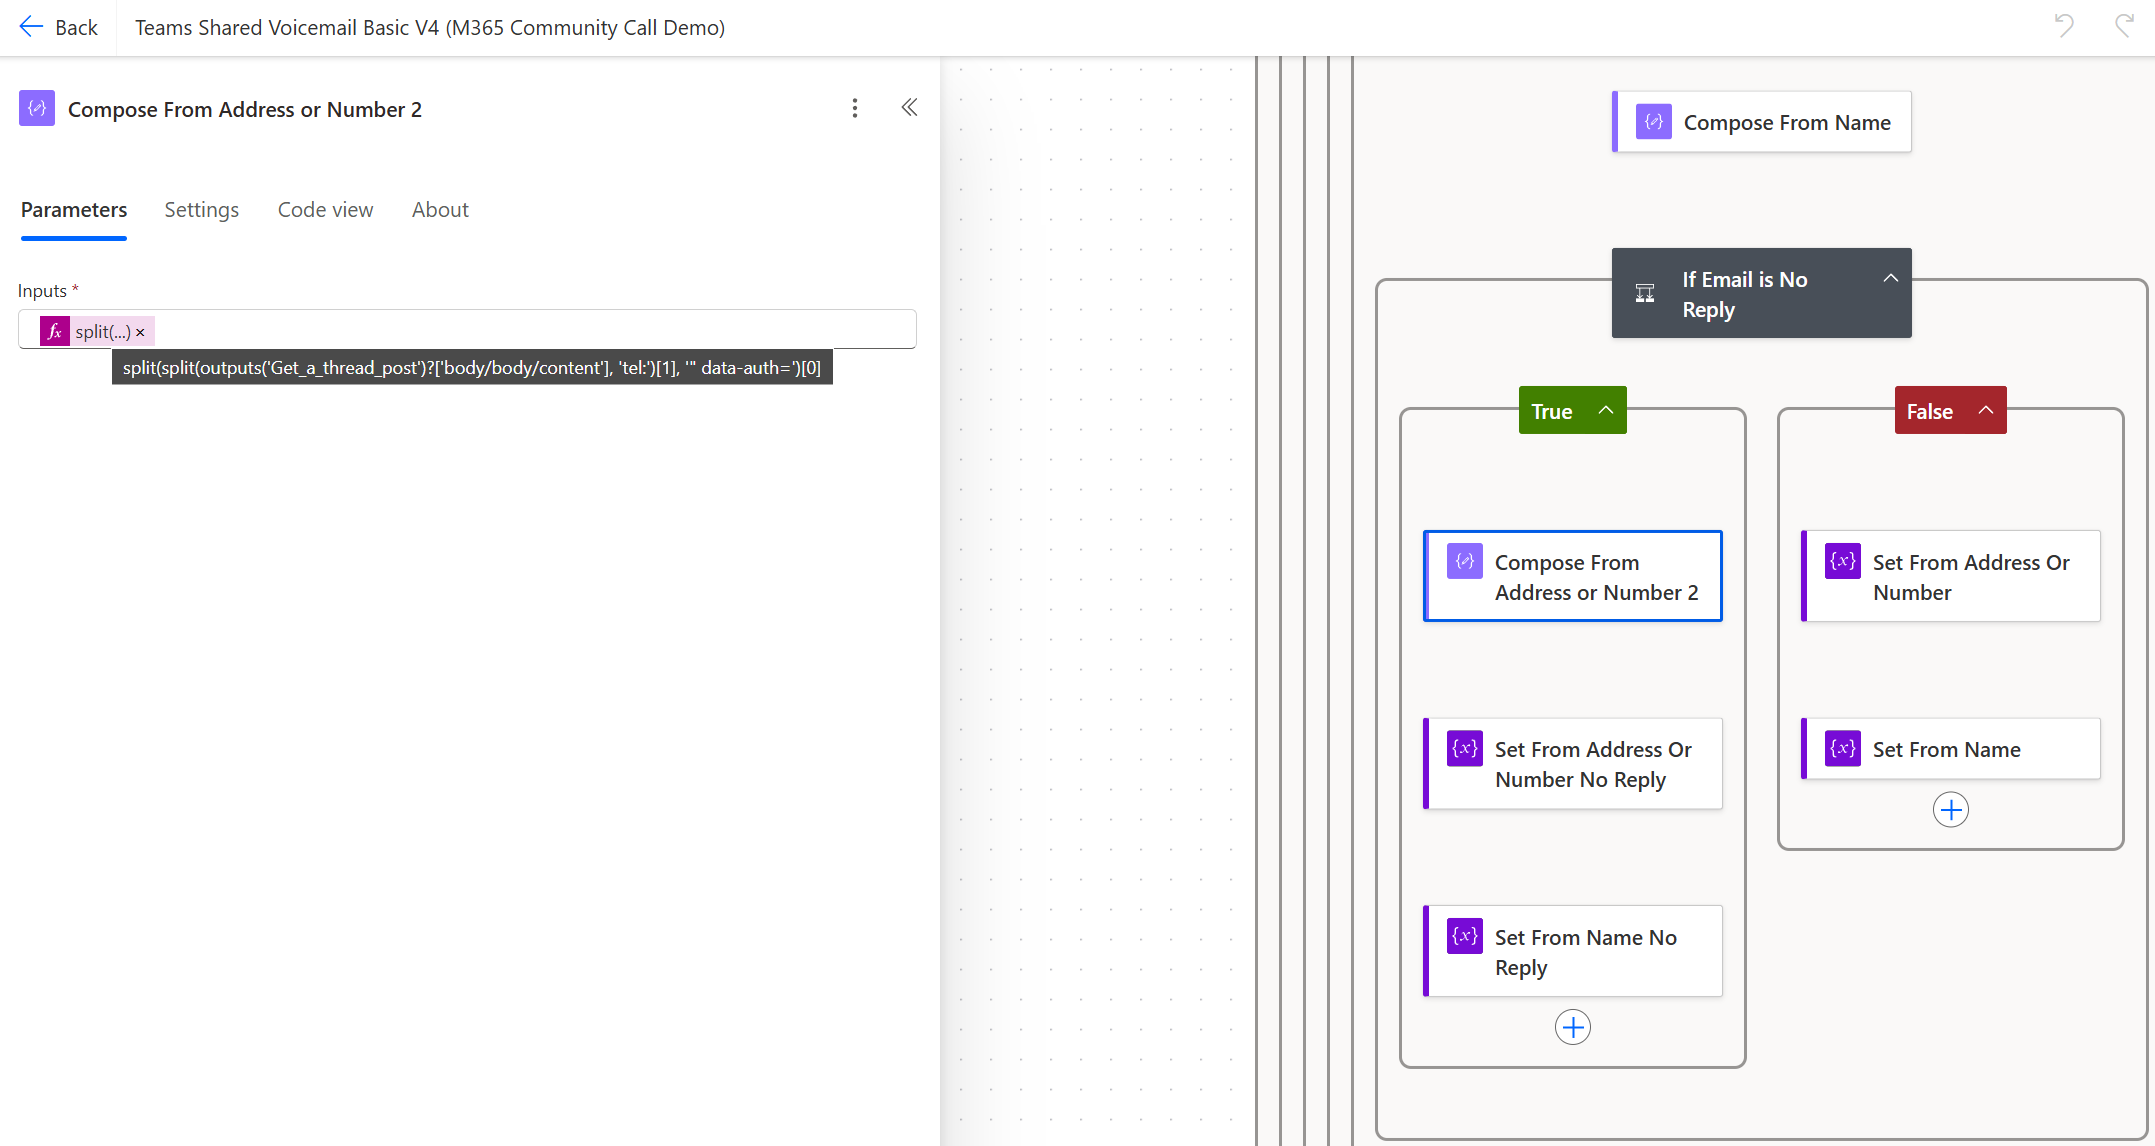 Back
Teams Shared Voicemail Basic V4 (M365 Community Call Demo)
Compose From Address or Number 2
Parameters
Settings
Code view
About
Inputs *
fx split(...) ×
split(split(outputs('Get_a_thread_post')?['body/body/content'], 'tel:')[1], '" data-auth=')[0]
Compose From Name
If Email is No
Reply
True
False
Compose From
Address or Number 2
Set From Address Or
Number
Set From Address Or
Number No Reply
Set From Name
Set From Name No
Reply